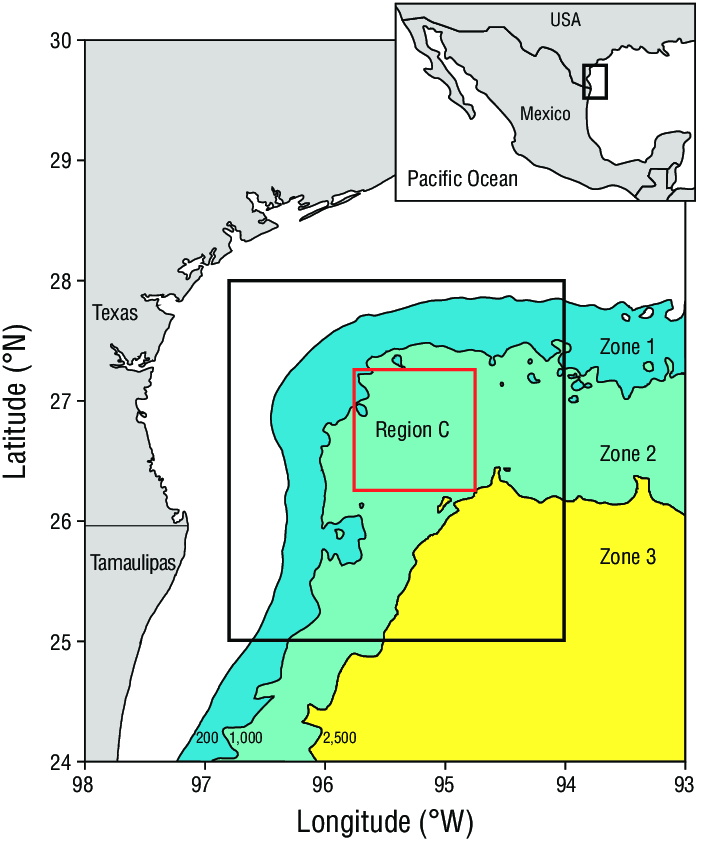 USA
Mexico
Pacific Ocean
30
29
28
27
26
25
24
Latitude (°N)
Texas
Zone 1
Region C
Zone 2
Tamaulipas
Zone 3
200
1,000
2,500
98
97
96
95
94
93
Longitude (°W)